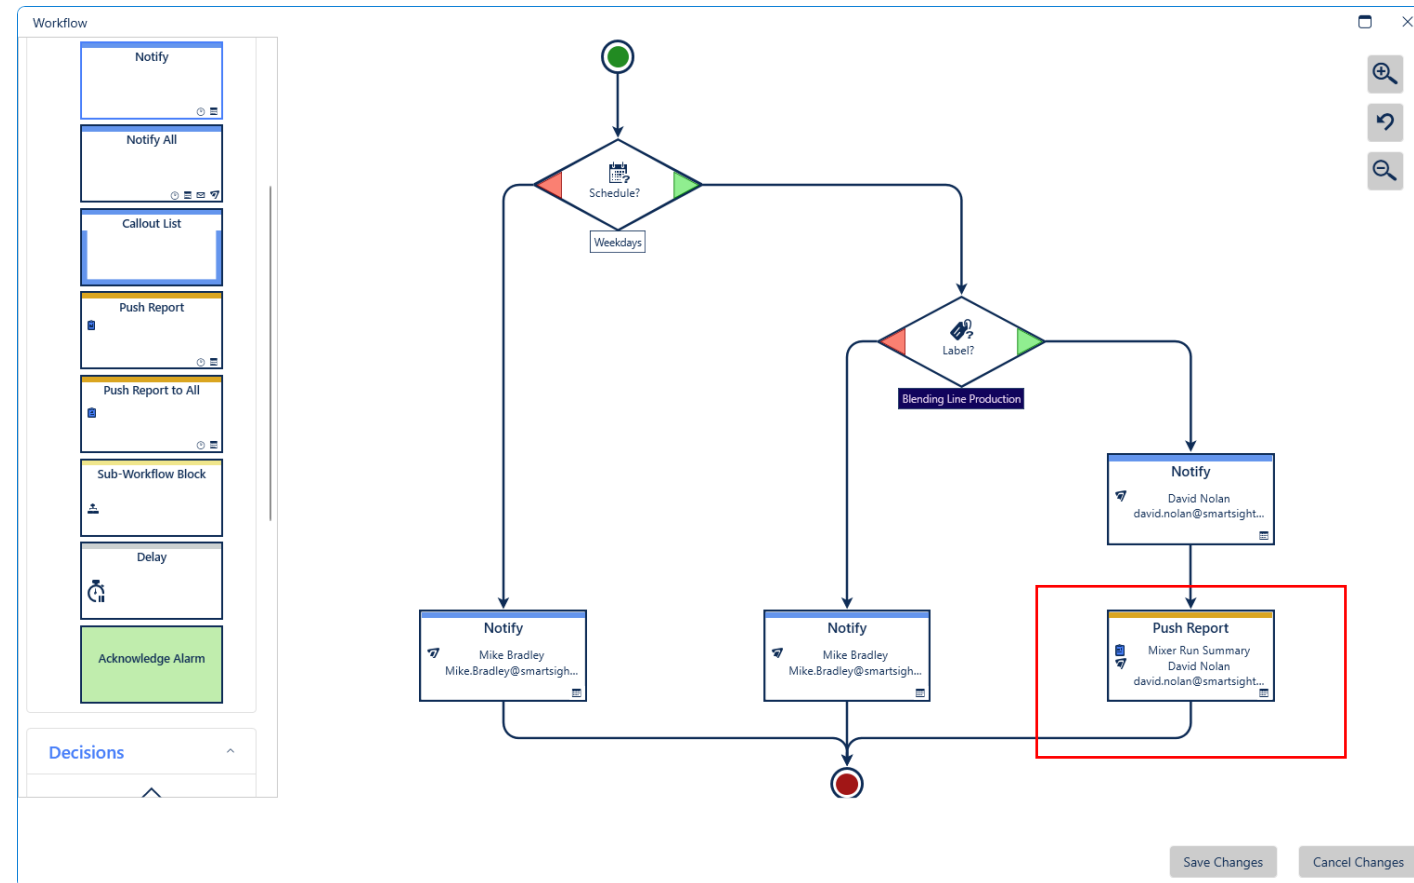 Workflow
Notify
Notify All
Callout List
Push Report
Push Report to All
Sub-Workflow Block
Delay
Acknowledge Alarm
Decisions
Schedule?
Weekdays
Label?
Blending Line Production
Notify
David Nolan
david.nolan@smartsight...
Notify
Mike Bradley
Mike.Bradley@smartsigh...
Notify
Mike Bradley
Mike.Bradley@smartsigh...
Push Report
Mixer Run Summary
David Nolan
david.nolan@smartsight...
Save Changes
Cancel Changes